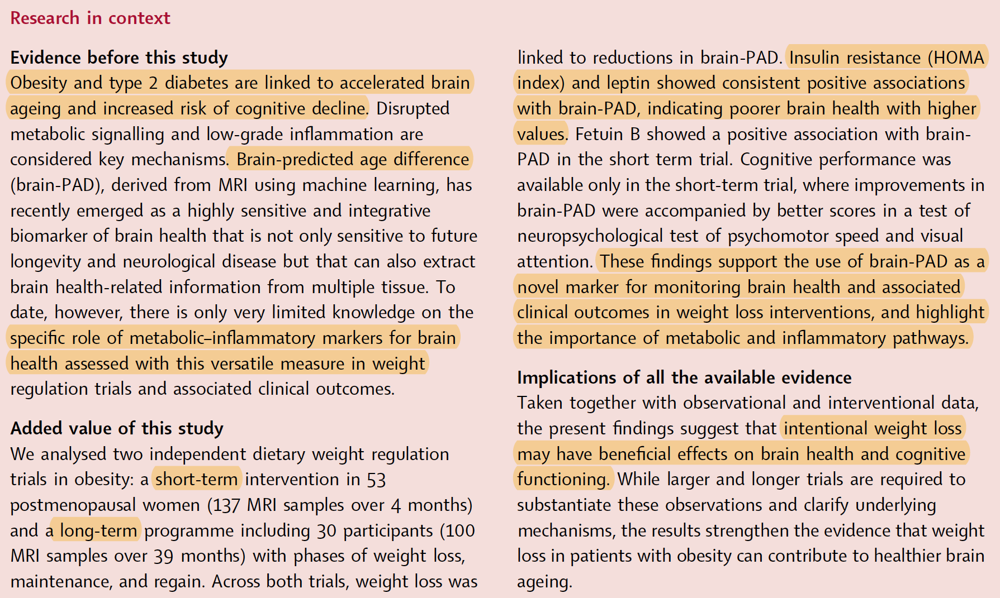 Research in context
Evidence before this study
Obesity and type 2 diabetes are linked to accelerated brain
ageing and increased risk of cognitive decline. Disrupted
metabolic signalling and low-grade inflammation are
considered key mechanisms. Brain-predicted age difference
(brain-PAD), derived from MRI using machine learning, has
recently emerged as a highly sensitive and integrative
biomarker of brain health that is not only sensitive to future
longevity and neurological disease but that can also extract
brain health-related information from multiple tissue. To
date, however, there is only very limited knowledge on the
specific role of metabolic–inflammatory markers for brain
health assessed with this versatile measure in weight
regulation trials and associated clinical outcomes.
Added value of this study
We analysed two independent dietary weight regulation
trials in obesity: a short-term intervention in 53
postmenopausal women (137 MRI samples over 4 months)
and a long-term programme including 30 participants (100
MRI samples over 39 months) with phases of weight loss,
maintenance, and regain. Across both trials, weight loss was
linked to reductions in brain-PAD. Insulin resistance (HOMA
index) and leptin showed consistent positive associations
with brain-PAD, indicating poorer brain health with higher
values. Fetuin B showed a positive association with brain-
PAD in the short term trial. Cognitive performance was
available only in the short-term trial, where improvements in
brain-PAD were accompanied by better scores in a test of
neuropsychological test of psychomotor speed and visual
attention. These findings support the use of brain-PAD as a
novel marker for monitoring brain health and associated
clinical outcomes in weight loss interventions, and highlight
the importance of metabolic and inflammatory pathways.
Implications of all the available evidence
Taken together with observational and interventional data,
the present findings suggest that intentional weight loss
may have beneficial effects on brain health and cognitive
functioning. While larger and longer trials are required to
substantiate these observations and clarify underlying
mechanisms, the results strengthen the evidence that weight
loss in patients with obesity can contribute to healthier brain
ageing.